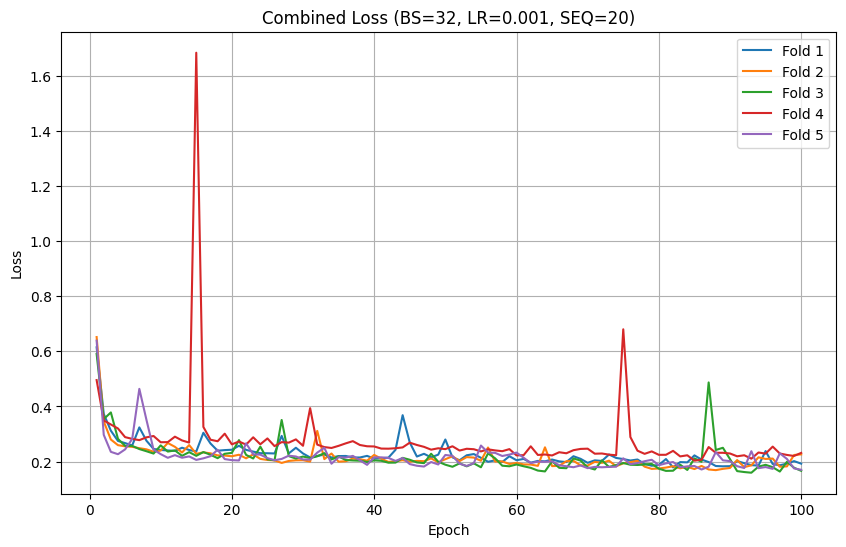 Combined Loss (BS=32, LR=0.001, SEQ=20)
Loss
1.6
1.4
1.2
1.0
0.8
0.6
0.4
0.2
Fold 1
Fold 2
Fold 3
Fold 4
Fold 5
0 20 40 60 80 100
Epoch